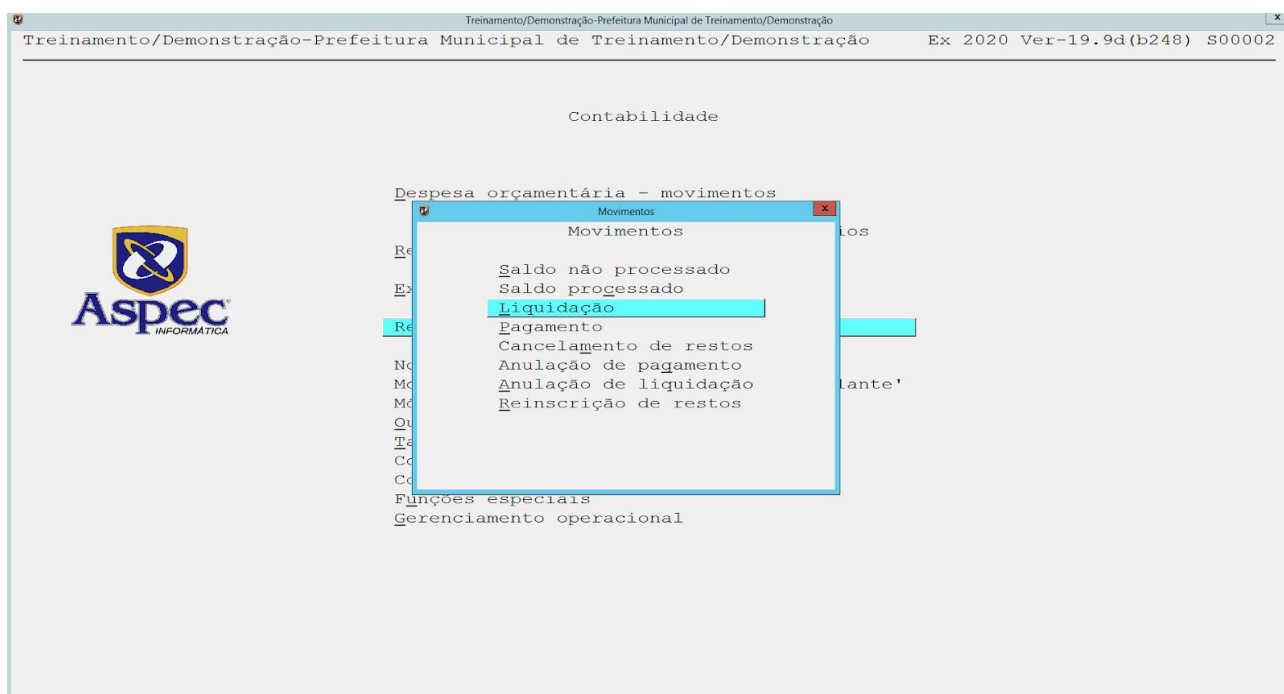 Treinamento/Demonstração-Prefeitura Municipal de Treinamento/Demonstração
x
Treinamento/Demonstração-Prefeitura Municipal de Treinamento/Demonstração Ex 2020 Ver-19.9d(b248) S00002
Contabilidade
Despesa orçamentária - movimentos
Movimentos
x
Movimentos
Saldo não processado
Saldo processado
Liquidação
Pagamento
Cancelamento de restos
Anulação de pagamento
Anulação de liquidação
Reinscrição de restos
Funções especiais
Gerenciamento operacional
Aspec
INFORMÁTICA